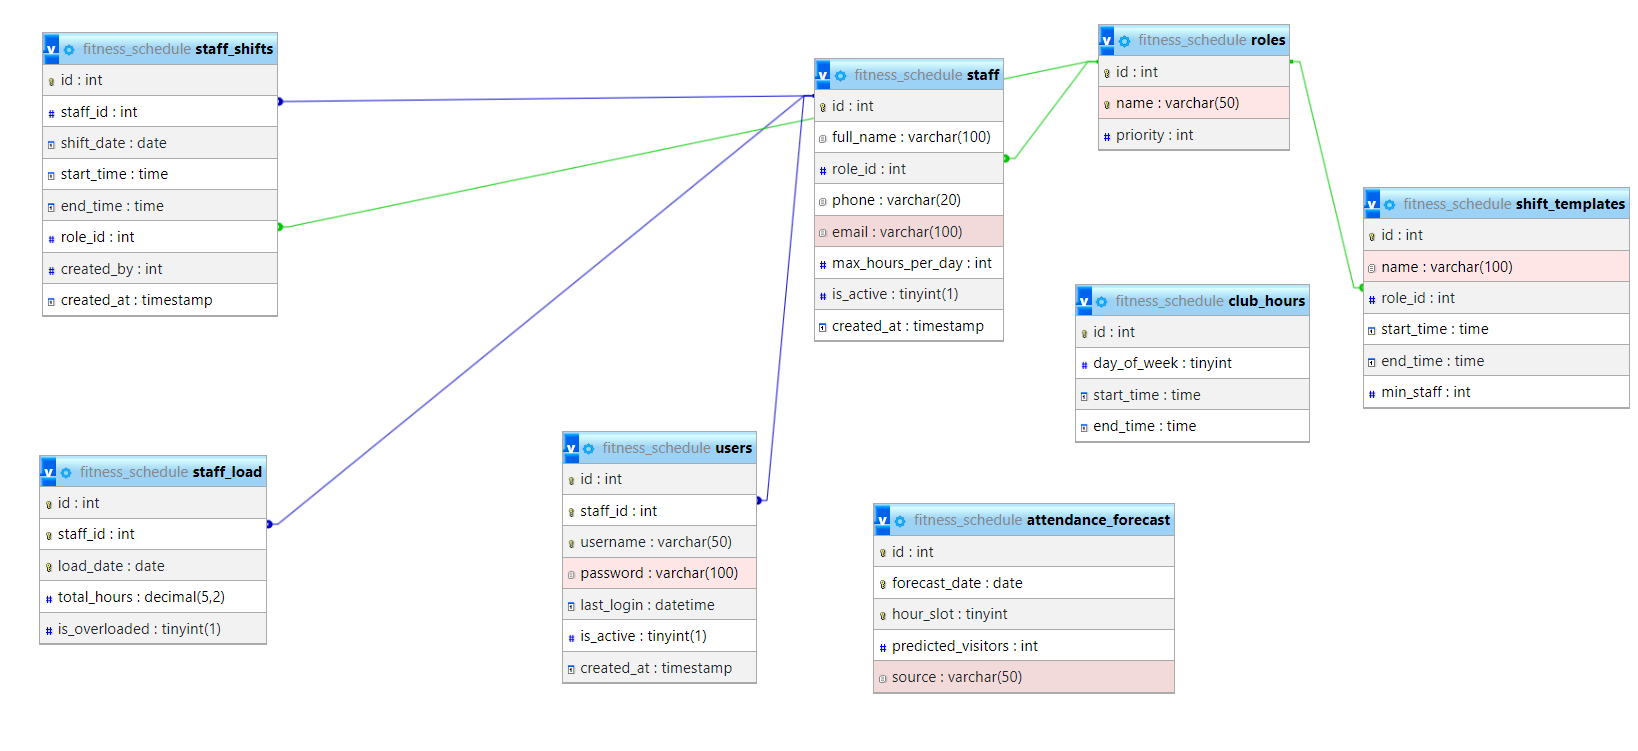 v fitness_schedule staff_shifts
id : int
# staff_id : int
shift_date : date
start_time : time
end_time : time
# role_id : int
# created_by : int
created_at : timestamp
v fitness_schedule staff
id : int
full_name : varchar(100)
# role_id : int
phone : varchar(20)
email : varchar(100)
# max_hours_per_day : int
# is_active : tinyint(1)
created_at : timestamp
v fitness_schedule roles
id : int
name : varchar(50)
# priority : int
v fitness_schedule shift_templates
id : int
name : varchar(100)
# role_id : int
start_time : time
end_time : time
# min_staff : int
v fitness_schedule club_hours
id : int
# day_of_week : tinyint
start_time : time
end_time : time
v fitness_schedule staff_load
id : int
staff_id : int
load_date : date
# total_hours : decimal(5,2)
# is_overloaded : tinyint(1)
v fitness_schedule users
id : int
staff_id : int
username : varchar(50)
password : varchar(100)
last_login : datetime
# is_active : tinyint(1)
created_at : timestamp
v fitness_schedule attendance_forecast
id : int
forecast_date : date
hour_slot : tinyint
# predicted_visitors : int
source : varchar(50)